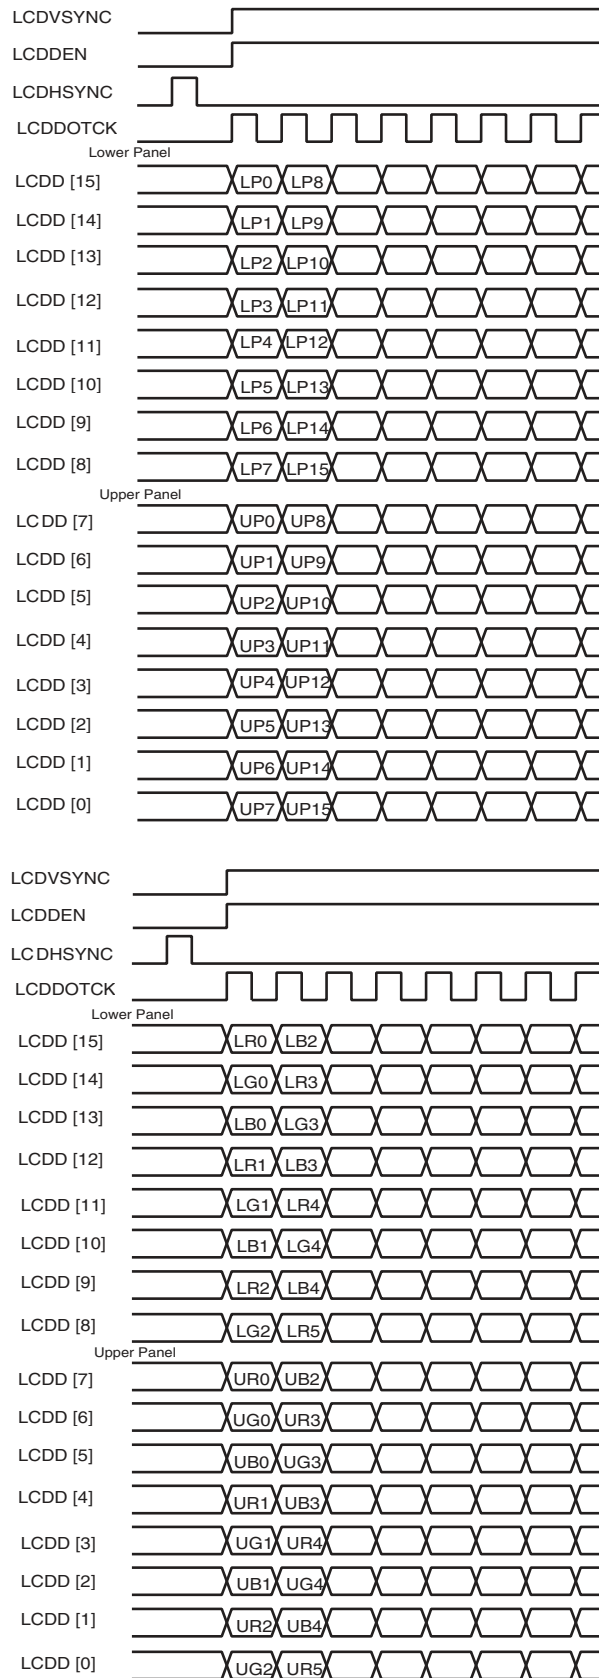 LCDVSYNC
LCDDEN
LCDHSYNC
LCDDOTCK
Lower Panel
LCDD [15] LP0 LP8
LCDD [14] LP1 LP9
LCDD [13] LP2 LP10
LCDD [12] LP3 LP11
LCDD [11] LP4 LP12
LCDD [10] LP5 LP13
LCDD [9] LP6 LP14
LCDD [8] LP7 LP15
Upper Panel
LCDD [7] UP0 UP8
LCDD [6] UP1 UP9
LCDD [5] UP2 UP10
LCDD [4] UP3 UP11
LCDD [3] UP4 UP12
LCDD [2] UP5 UP13
LCDD [1] UP6 UP14
LCDD [0] UP7 UP15
LCDVSYNC
LCDDEN
LCDHSYNC
LCDDOTCK
Lower Panel
LCDD [15] LR0 LB2
LCDD [14] LG0 LR3
LCDD [13] LB0 LG3
LCDD [12] LR1 LB3
LCDD [11] LG1 LR4
LCDD [10] LB1 LG4
LCDD [9] LR2 LB4
LCDD [8] LG2 LR5
Upper Panel
LCDD [7] UR0 UB2
LCDD [6] UG0 UR3
LCDD [5] UB0 UG3
LCDD [4] UR1 UB3
LCDD [3] UG1 UR4
LCDD [2] UB1 UG4
LCDD [1] UR2 UB4
LCDD [0] UG2 UR5